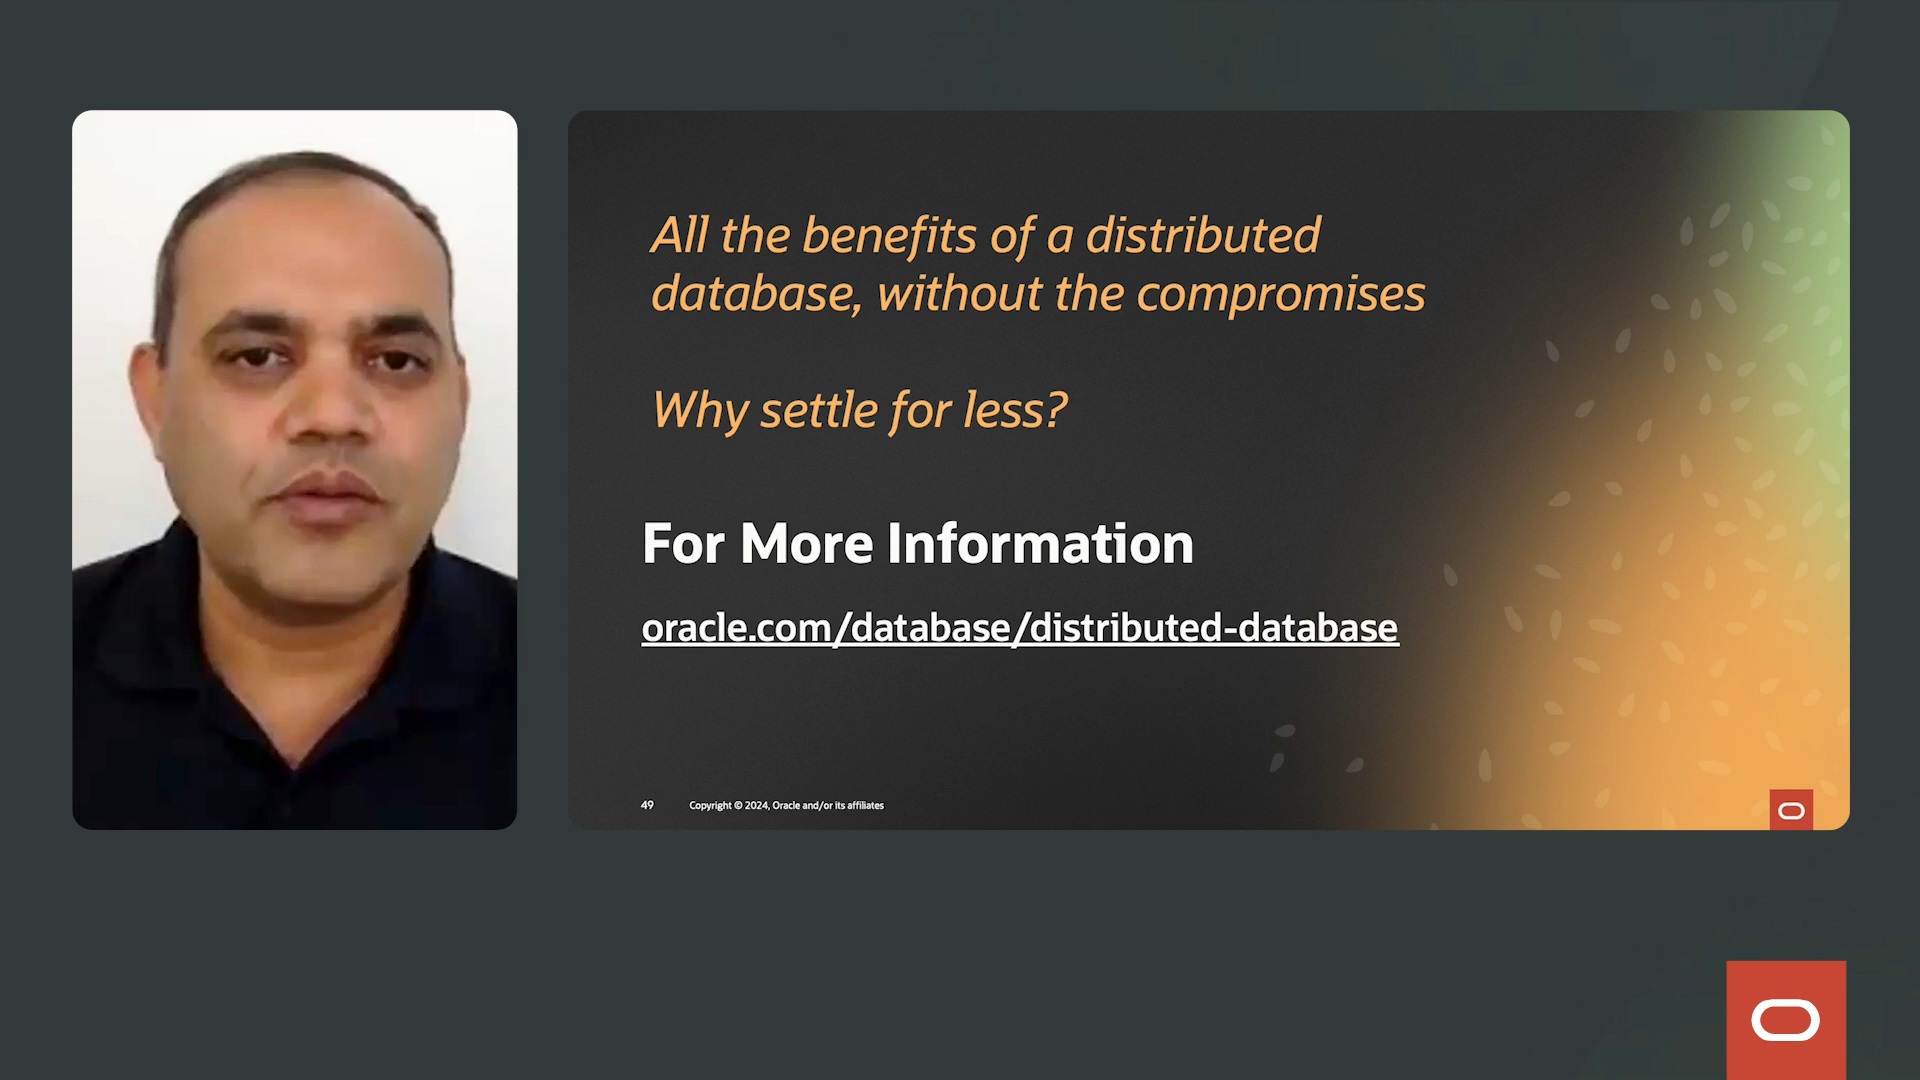 All the benefits of a distributed
database, without the compromises
Why settle for less?
For More Information
oracle.com/database/distributed-database
49 Copyright © 2024, Oracle and/or its affiliates